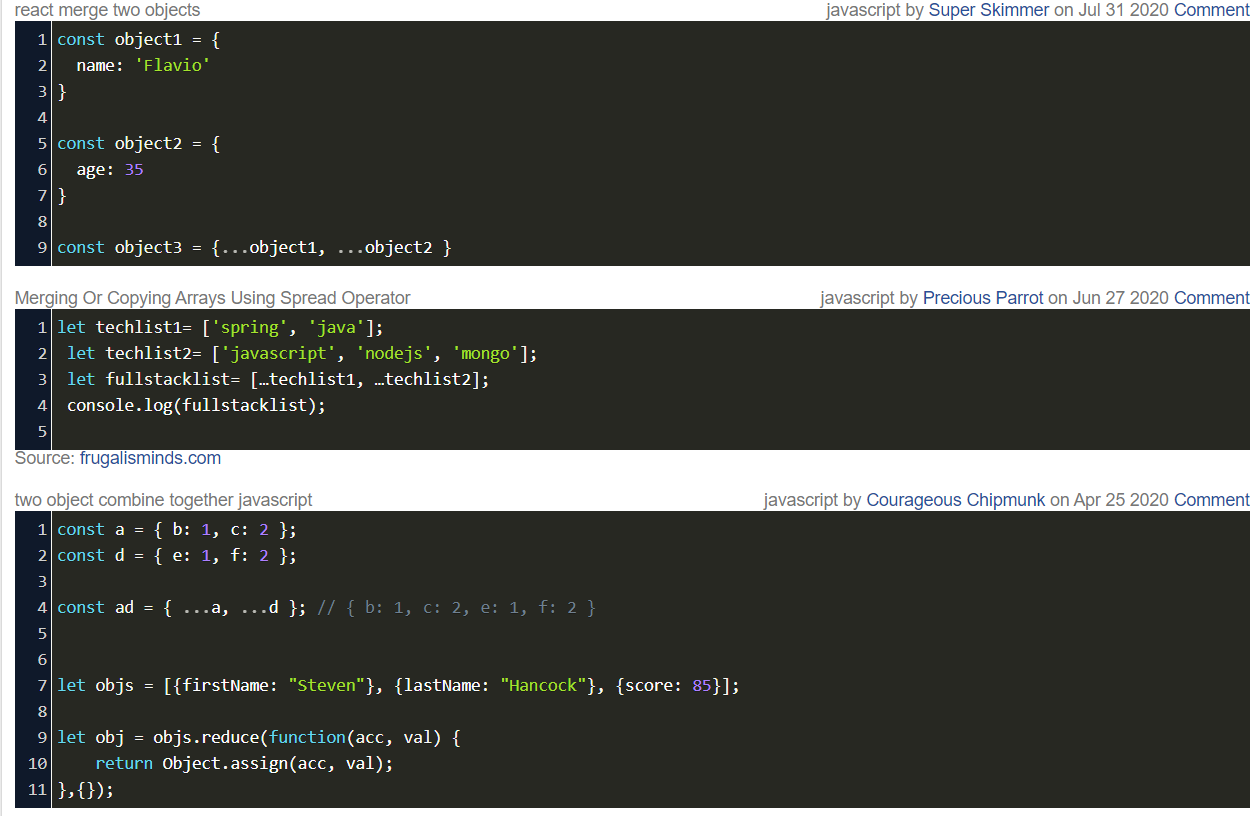 react merge two objects javascript by Super Skimmer on Jul 31 2020 Comment
1 const object1 = {
2   name: 'Flavio'
3 }
4
5 const object2 = {
6   age: 35
7 }
8
9 const object3 = {...object1, ...object2 }
Merging Or Copying Arrays Using Spread Operator javascript by Precious Parrot on Jun 27 2020 Comment
1 let techlist1= ['spring', 'java'];
2  let techlist2= ['javascript', 'nodejs', 'mongo'];
3  let fullstacklist= […techlist1, …techlist2];
4  console.log(fullstacklist);
5
Source: frugalisminds.com
two object combine together javascript javascript by Courageous Chipmunk on Apr 25 2020 Comment
1 const a = { b: 1, c: 2 };
2 const d = { e: 1, f: 2 };
3
4 const ad = { ...a, ...d }; // { b: 1, c: 2, e: 1, f: 2 }
5
6
7 let objs = [{firstName: "Steven"}, {lastName: "Hancock"}, {score: 85}];
8
9 let obj = objs.reduce(function(acc, val) {
10     return Object.assign(acc, val);
11 },{});